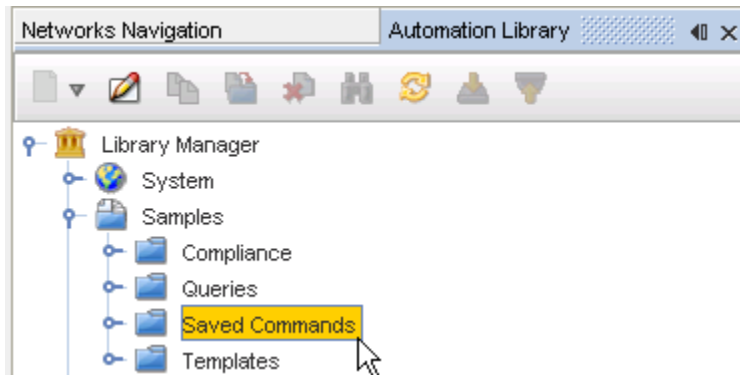 Networks Navigation
Automation Library
Library Manager
System
Samples
Compliance
Queries
Saved Commands
Templates